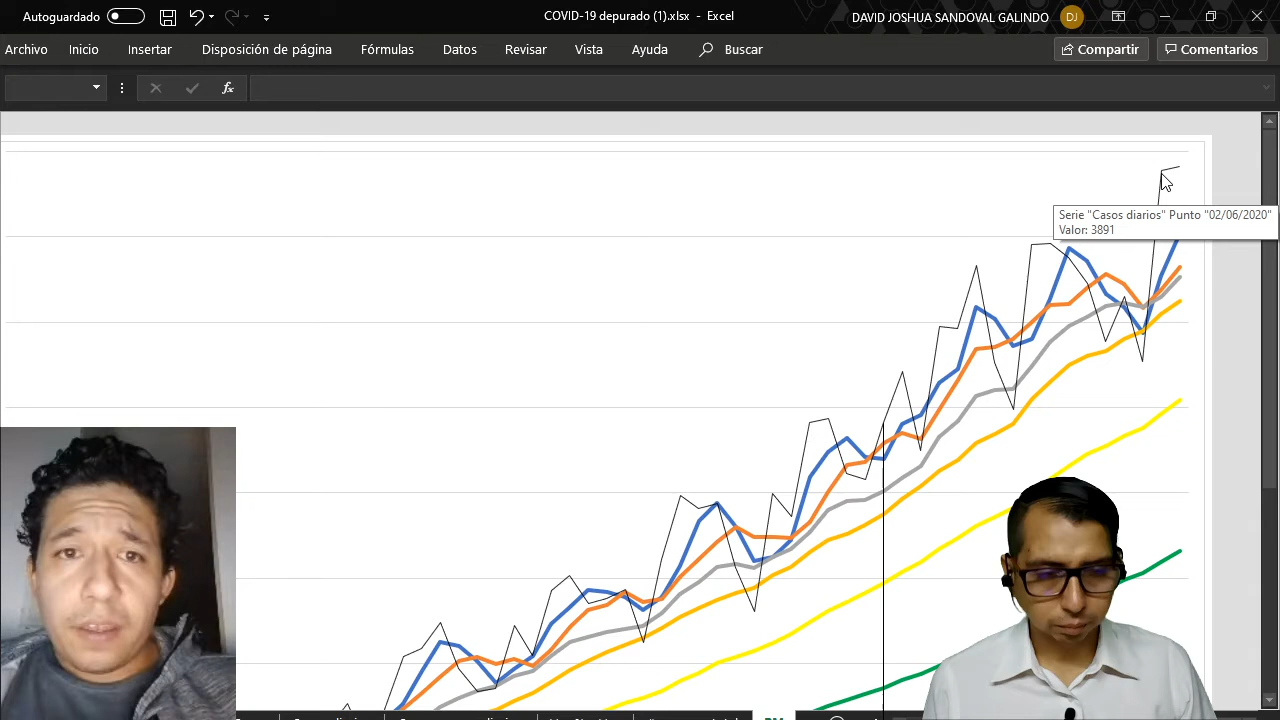 Autoguardado
COVID-19 depurado (1).xlsx - Excel
DAVID JOSHUA SANDOVAL GALINDO
DJ
Archivo Inicio Insertar Disposición de página Fórmulas Datos Revisar Vista Ayuda Buscar
Compartir Comentarios
fx
Serie "Casos diarios" Punto "02/06/2020"
Valor: 3891